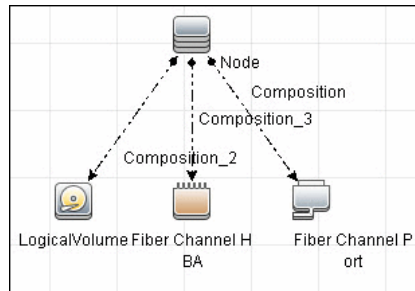 Node
Composition
Composition_3
Composition_2
LogicalVolume
Fiber Channel H
BA
Fiber Channel P
ort